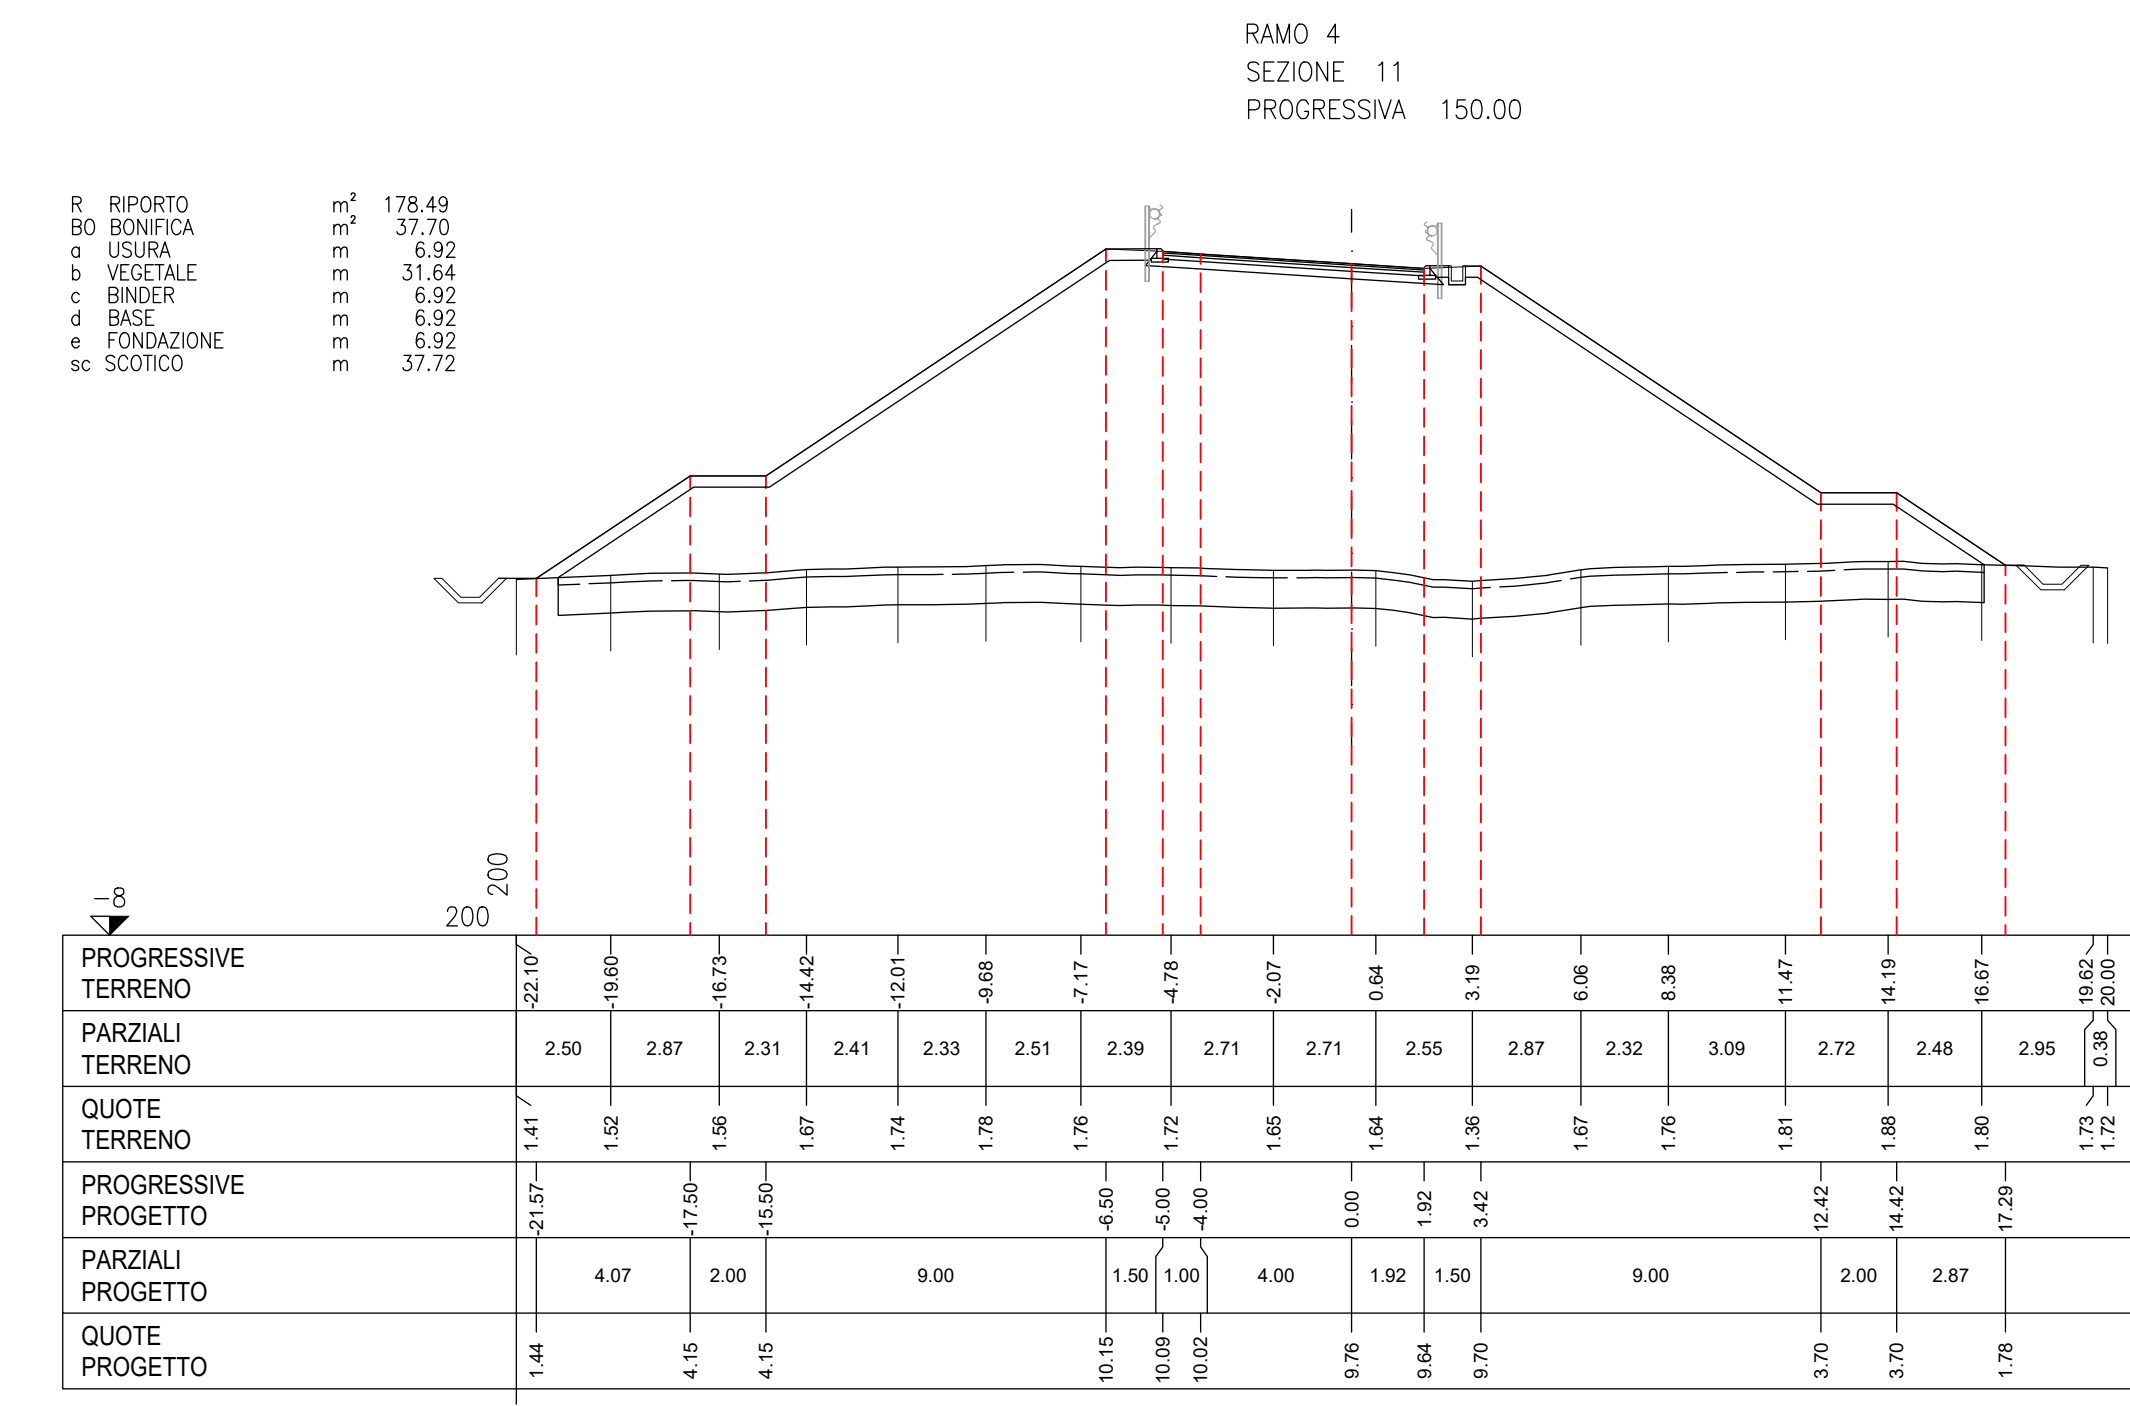 RAMO 4
SEZIONE 11
PROGRESSIVA 150.00
R RIPORTO m² 178.49
BO BONIFICA m² 37.70
a USURA m 6.92
b VEGETALE m 31.64
c BINDER m 6.92
d BASE m 6.92
e FONDAZIONE m 6.92
sc SCOTICO m 37.72
200
200
-8
PROGRESSIVE TERRENO
-22.10 -19.60 -16.73 -14.42 -12.01 -9.68 -7.17 -4.78 -2.07 0.64 3.19 6.06 8.38 11.47 14.19 16.67 19.62 20.00
PARZIALI TERRENO
2.50 2.87 2.31 2.41 2.33 2.51 2.39 2.71 2.71 2.55 2.87 2.32 3.09 2.72 2.48 2.95 0.38
QUOTE TERRENO
1.41 1.52 1.56 1.67 1.74 1.78 1.76 1.72 1.65 1.64 1.36 1.67 1.76 1.81 1.88 1.80 1.73 1.72
PROGRESSIVE PROGETTO
-21.57 -17.50 -15.50 -6.50 -5.00 -4.00 0.00 1.92 3.42 12.42 14.42 17.29
PARZIALI PROGETTO
4.07 2.00 9.00 1.50 1.00 4.00 1.92 1.50 9.00 2.00 2.87
QUOTE PROGETTO
1.44 4.15 4.15 10.15 10.09 10.02 9.76 9.64 9.70 3.70 3.70 1.78